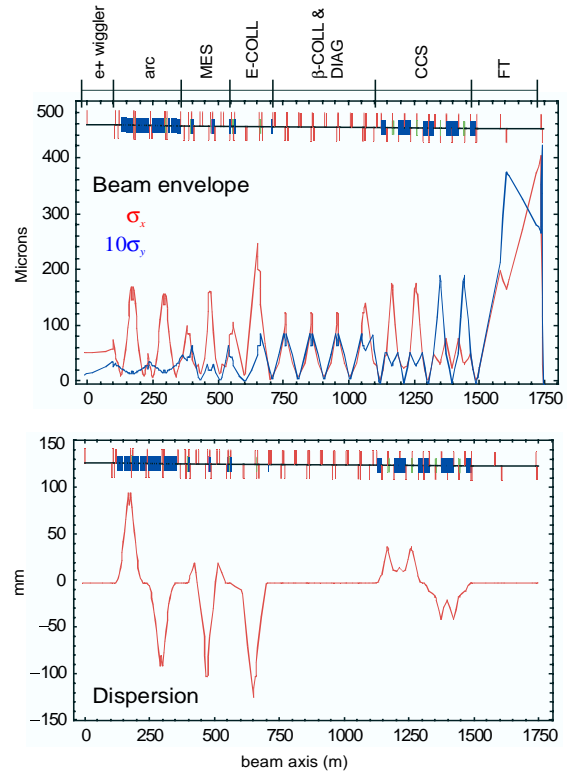 e+ wiggler
arc
MES
E-COLL
β-COLL &
DIAG
CCS
FT
500
400
300
200
100
0
Microns
Beam envelope
σx
10σy
0 250 500 750 1000 1250 1500 1750
150
100
50
0
−50
−100
−150
mm
Dispersion
0 250 500 750 1000 1250 1500 1750
beam axis (m)